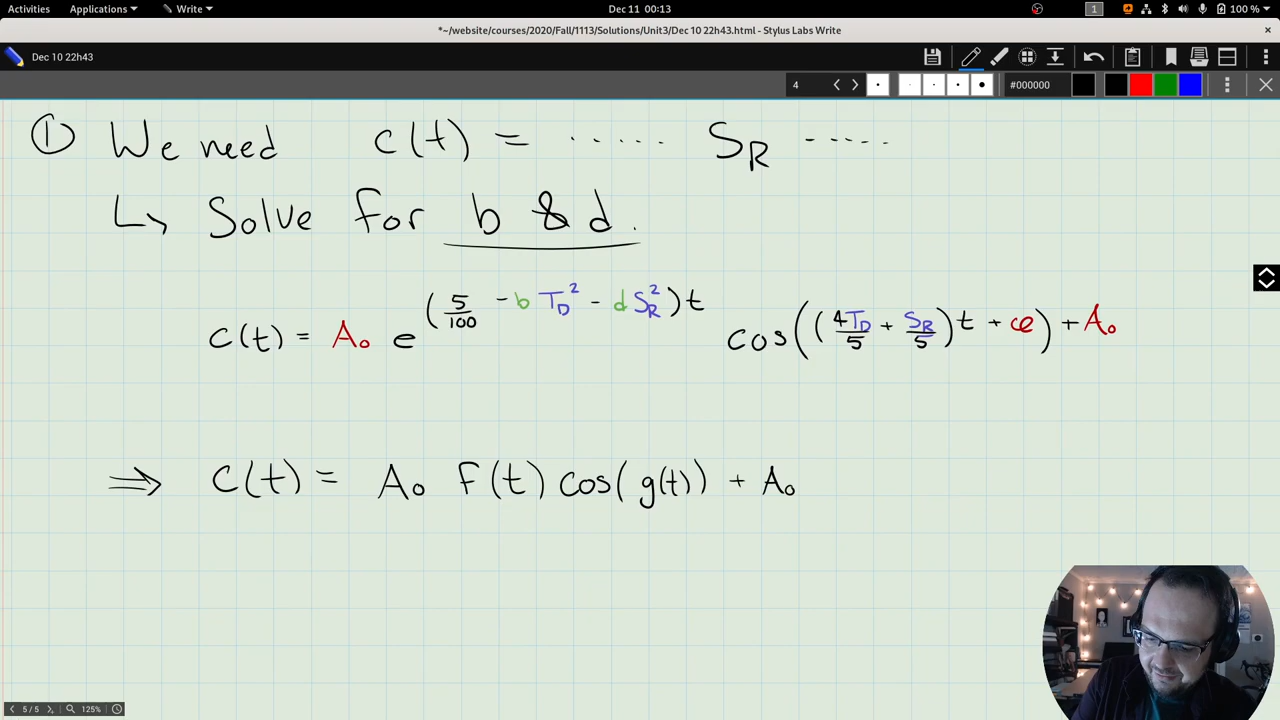 Activities Applications Write Dec 11 00:13 1 100 %
*~/website/courses/2020/Fall/1113/Solutions/Unit3/Dec 10 22h43.html - Stylus Labs Write ×
Dec 10 22h43
4 #000000
① We need c(t) = ..... S_R .....
↳ Solve for b & d.
c(t) = A₀ e^((5/100 - b T_D² - d S_R²)t) cos((4T_D/5 + S_R/5)t + φ) + A₀
⇒ c(t) = A₀ f(t) cos(g(t)) + A₀
5 / 5 125%